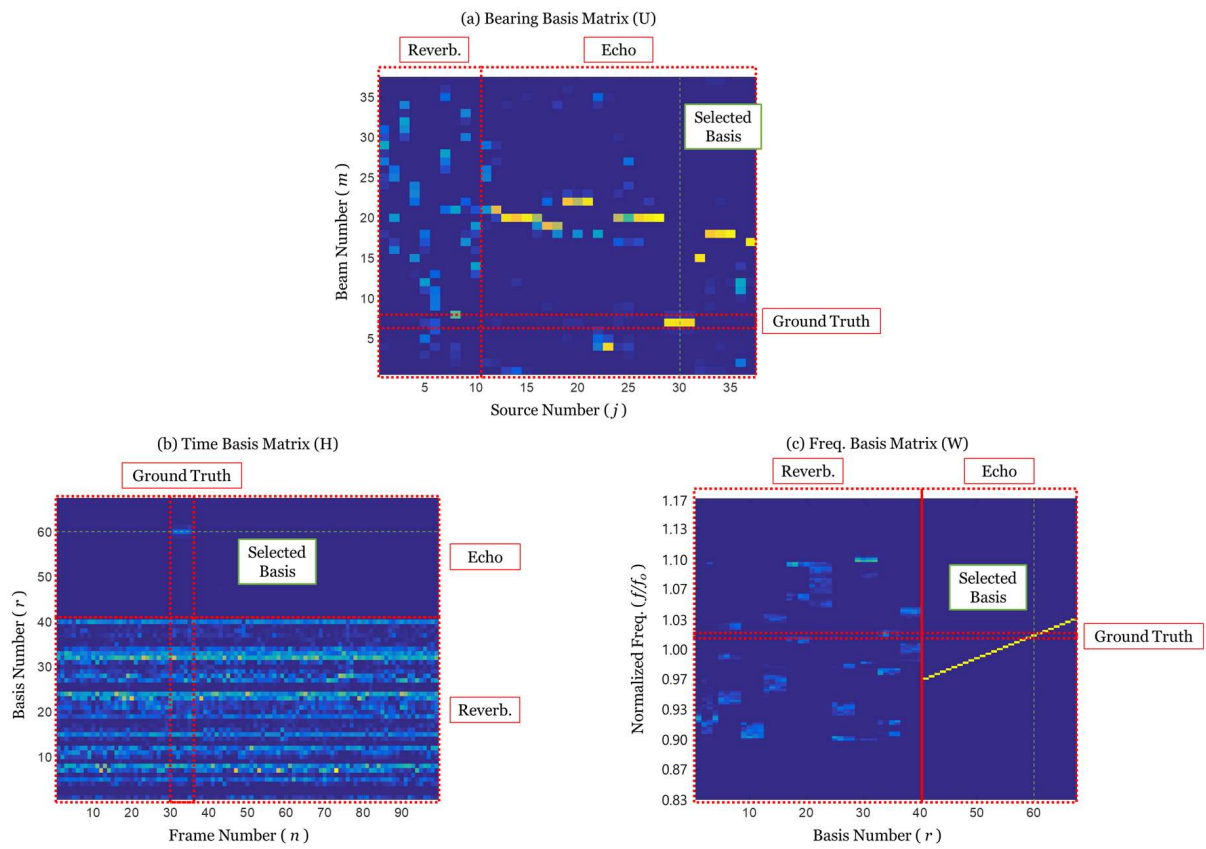 (a) Bearing Basis Matrix (U)
Reverb.
Echo
35
30
25
20
15
10
5
Beam Number ( m )
Selected
Basis
Ground Truth
5
10
15
20
25
30
35
Source Number ( j )
(b) Time Basis Matrix (H)
Ground Truth
60
50
40
30
20
10
Basis Number ( r )
Selected
Basis
Echo
Reverb.
10
20
30
40
50
60
70
80
90
Frame Number ( n )
(c) Freq. Basis Matrix (W)
Reverb.
Echo
1.17
1.13
1.10
1.07
1.03
1.00
0.97
0.93
0.90
0.87
0.83
Normalized Freq. ( f/fo )
Selected
Basis
Ground Truth
10
20
30
40
50
60
Basis Number ( r )